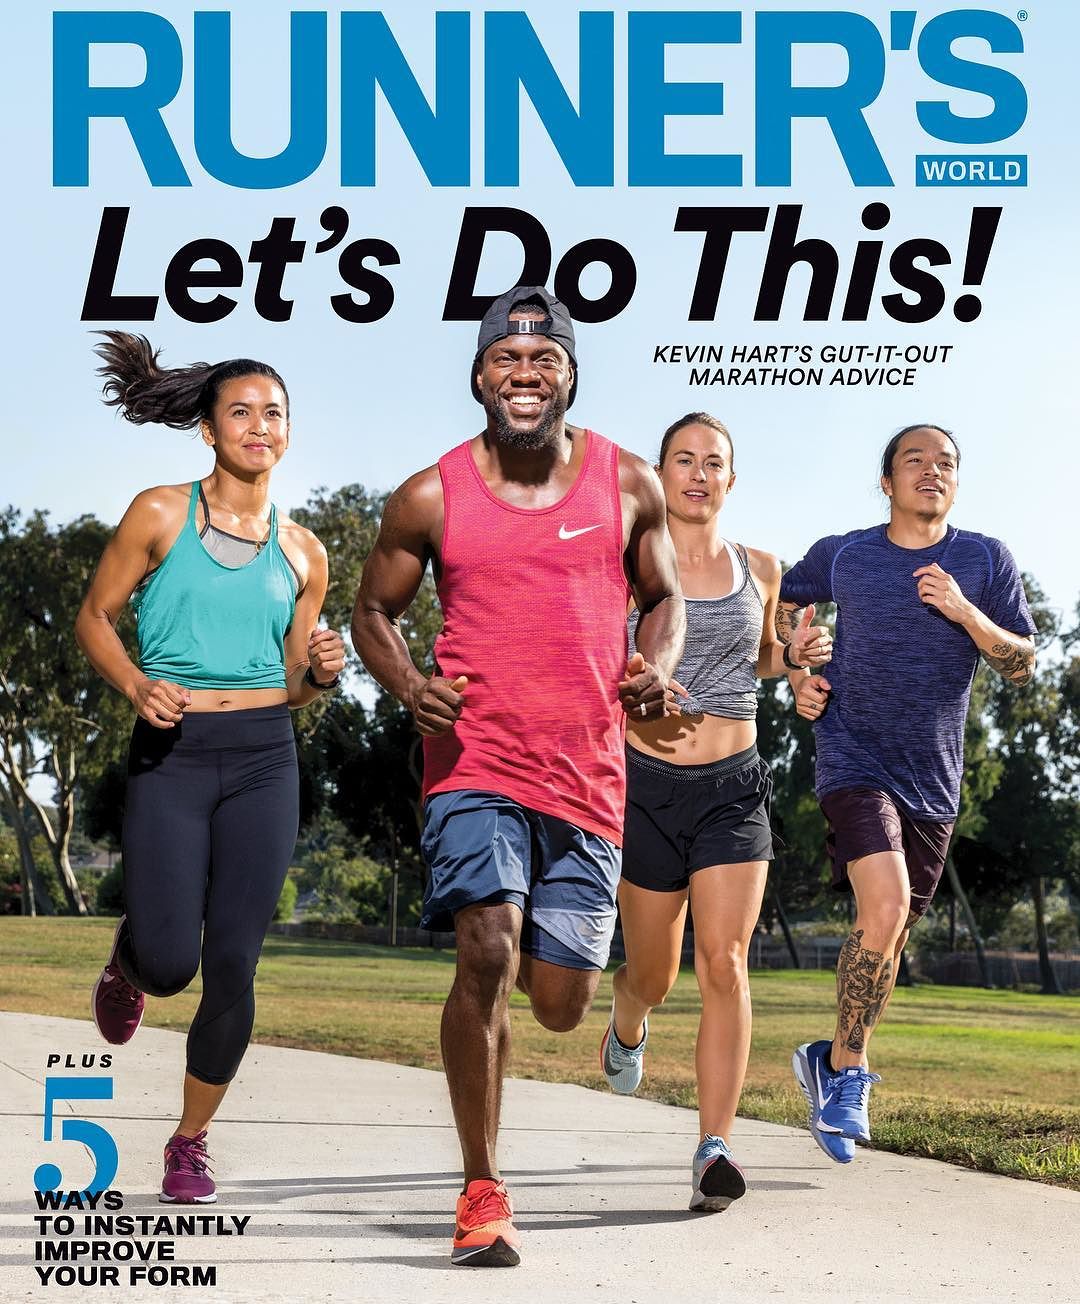 RUNNER'S®
WORLD
Let's Do This!
KEVIN HART'S GUT-IT-OUT
MARATHON ADVICE
PLUS
5
WAYS
TO INSTANTLY
IMPROVE
YOUR FORM